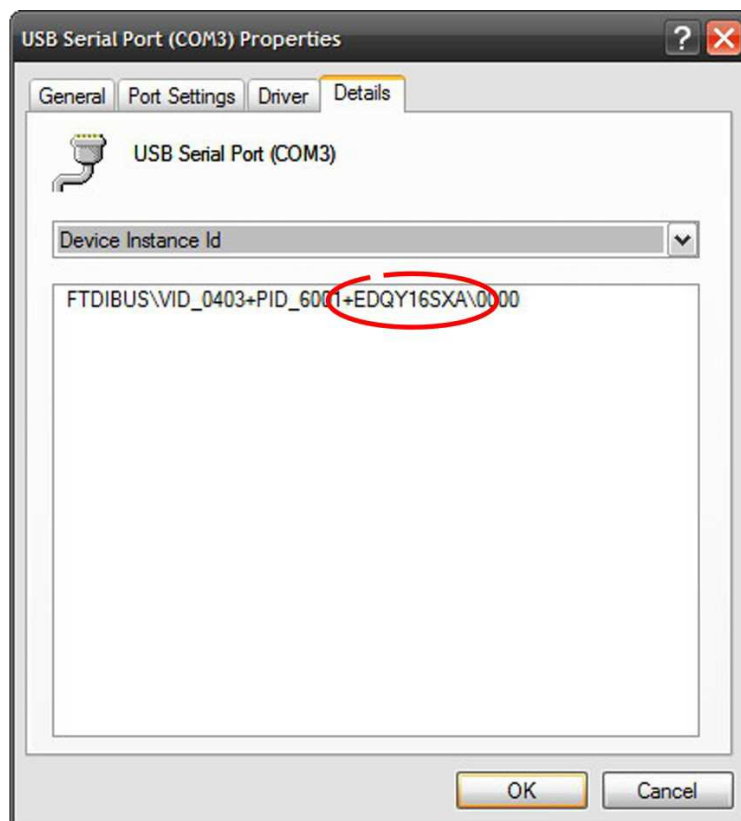 USB Serial Port (COM3) Properties
General Port Settings Driver Details
USB Serial Port (COM3)
Device Instance Id
FTDIBUS\VID_0403+PID_6001+EDQY16SXA\0000
OK Cancel